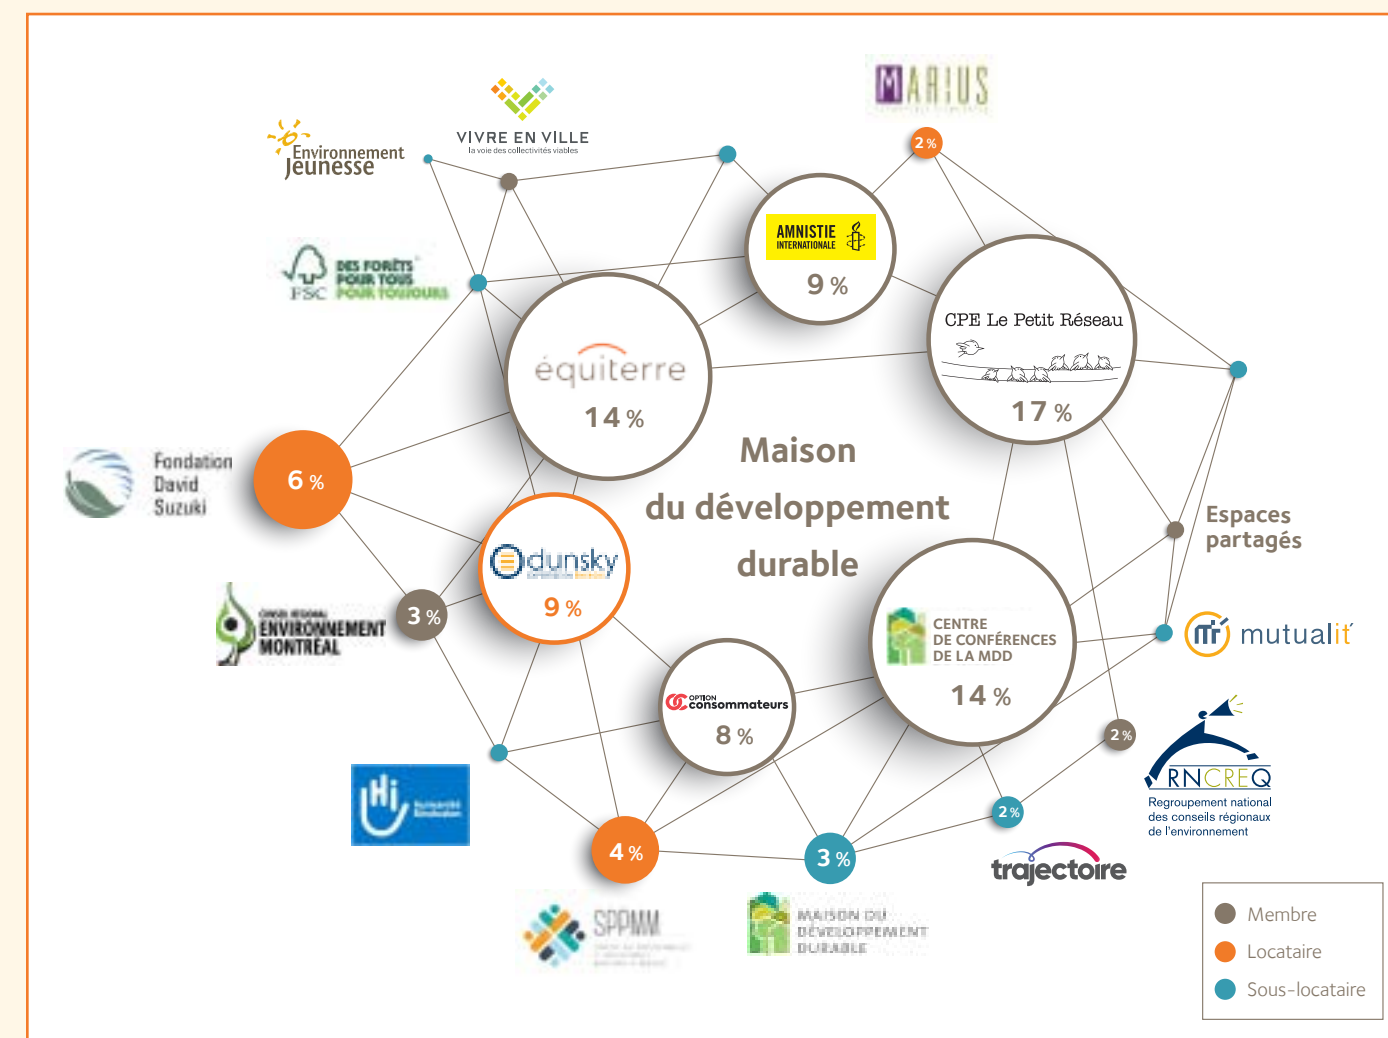 MARIUS
2 %
VIVRE EN VILLE
la voie des collectivités viables
Environnement
Jeunesse
AMNISTIE
INTERNATIONALE
9 %
DES FORÊTS
POUR TOUS
POUR TOUJOURS
FSC
CPE Le Petit Réseau
17 %
équiterre
14 %
Maison
du développement
durable
Fondation
David
Suzuki
6 %
Espaces
partagés
dunsky
9 %
CONSEIL RÉGIONAL
ENVIRONNEMENT
MONTRÉAL
3 %
CENTRE
DE CONFÉRENCES
DE LA MDD
14 %
mutualit
OPTION
consommateurs
8 %
2 %
RNCREQ
Regroupement national
des conseils régionaux
de l'environnement
Hi
4 %
3 %
2 %
trajectoire
SPPMM
MAISON DU
DÉVELOPPEMENT
DURABLE
Membre
Locataire
Sous-locataire